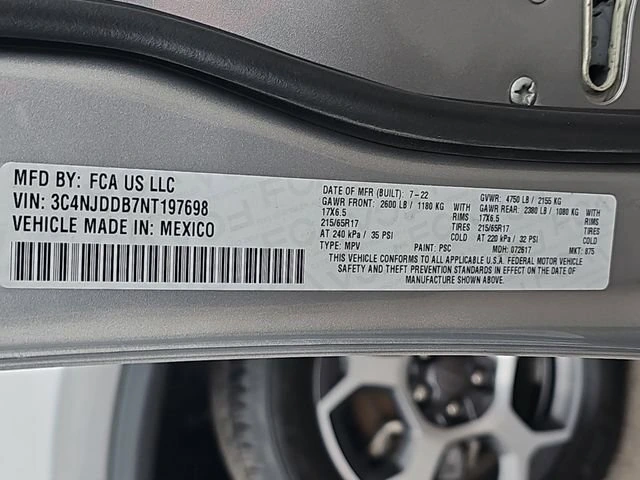 MFD BY: FCA US LLC
VIN: 3C4NJDDB7NT197698
VEHICLE MADE IN: MEXICO
DATE OF MFR (BUILT): 7-22 GVWR: 4750 LB / 2155 KG
GAWR FRONT: 2600 LB / 1180 KG WITH GAWR REAR: 2380 LB / 1080 KG WITH
17X6.5 RIMS 17X6.5 RIMS
215/65R17 TIRES 215/65R17 TIRES
AT 240 kPa / 35 PSI COLD AT 220 kPa / 32 PSI COLD
TYPE: MPV PAINT: PSC MDH: 072617 MKT: 875
THIS VEHICLE CONFORMS TO ALL APPLICABLE U.S.A. FEDERAL MOTOR VEHICLE
SAFETY AND THEFT PREVENTION STANDARDS IN EFFECT ON THE DATE OF
MANUFACTURE SHOWN ABOVE.